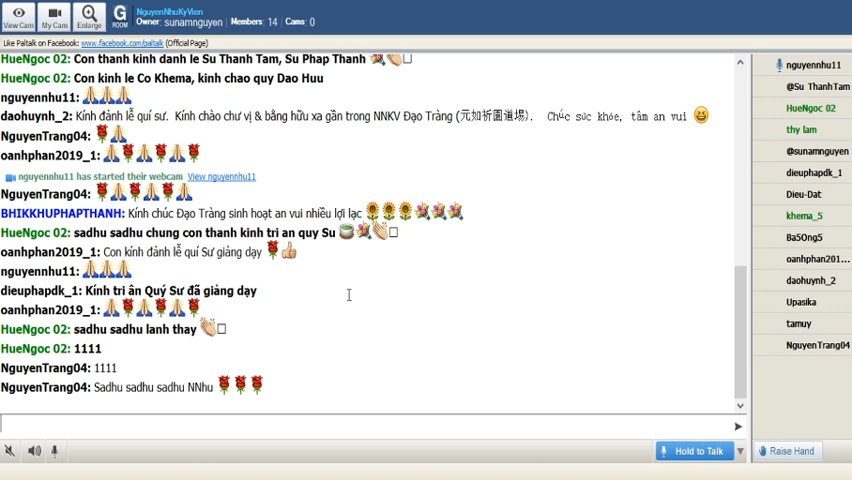 View Cam
My Cam
Enlarge
G
ROOM
NguyenNhuKyVien
Owner: sunamnguyen Members: 14 Cams: 0
Like Paltalk on Facebook: www.facebook.com/paltalk (Official Page)
HueNgoc 02: Con thanh kinh danh le Su Thanh Tam, Su Phap Thanh
HueNgoc 02: Con kinh le Co Khema, kinh chao quy Dao Huu
nguyennhu11:
daohuynh_2: Kính đảnh lễ quí sư. Kính chào chư vị & bằng hữu xa gần trong NNKV Đạo Tràng (元如祈園道場). Chúc sức khỏe, tâm an vui
NguyenTrang04:
oanhphan2019_1:
nguyennhu11 has started their webcam View nguyennhu11
NguyenTrang04:
BHIKKHUPHAPTHANH: Kính chúc Đạo Tràng sinh hoạt an vui nhiều lợi lạc
HueNgoc 02: sadhu sadhu chung con thanh kinh tri an quy Su
oanhphan2019_1: Con kính đảnh lễ quí Sư giảng dạy
nguyennhu11:
dieuphapdk_1: Kính tri ân Quý Sư đã giảng dạy
oanhphan2019_1:
HueNgoc 02: sadhu sadhu lanh thay
HueNgoc 02: 1111
NguyenTrang04: 1111
NguyenTrang04: Sadhu sadhu sadhu NNhu
Hold to Talk
nguyennhu11
@Su ThanhTam
HueNgoc 02
thy lam
@sunamnguyen
dieuphapdk_1
Dieu-Dat
khema_5
Ba5Ong5
oanhphan201...
daohuynh_2
Upasika
tamuy
NguyenTrang04
Raise Hand